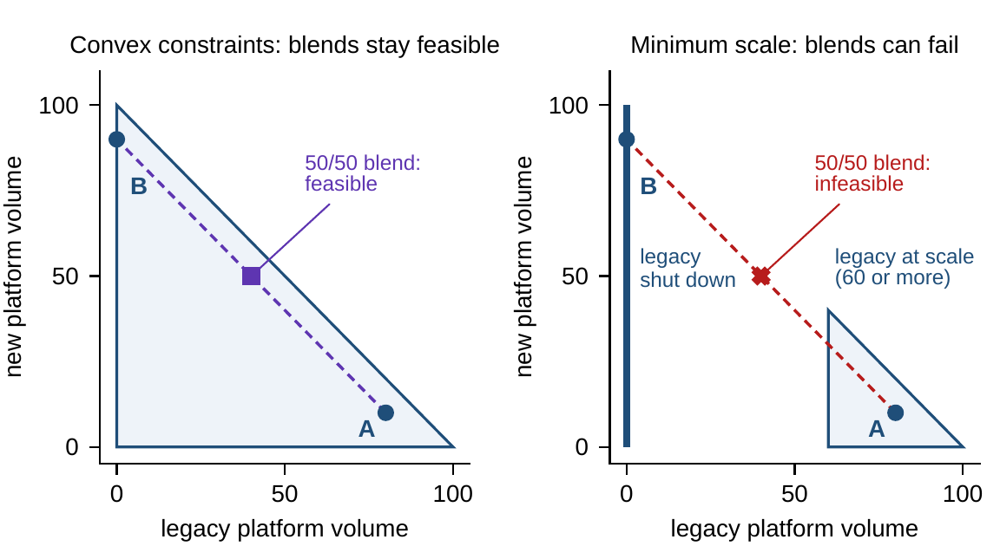 Convex constraints: blends stay feasible
100
50
0
0
50
100
new platform volume
legacy platform volume
50/50 blend:
feasible
B
A
Minimum scale: blends can fail
100
50
0
0
50
100
new platform volume
legacy platform volume
50/50 blend:
infeasible
B
legacy
shut down
legacy at scale
(60 or more)
A